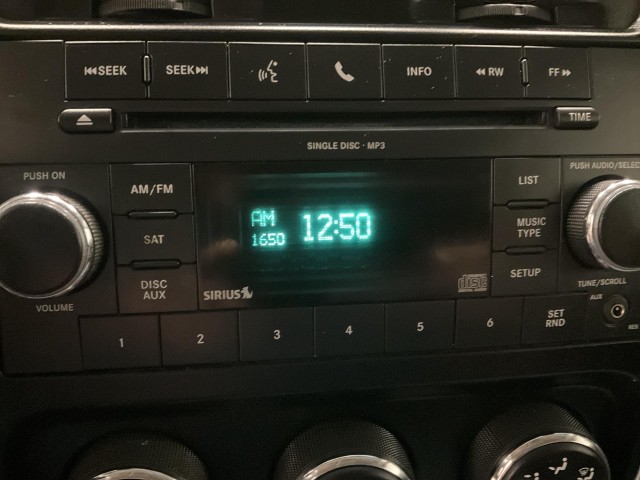 SEEK
SEEK
INFO
RW
FF
TIME
SINGLE DISC · MP3
PUSH ON
VOLUME
AM/FM
SAT
DISC
AUX
AM
1650
12:50
SIRIUS
disc
LIST
MUSIC
TYPE
SETUP
PUSH AUDIO/SELEC
TUNE/SCROLL
AUX
1
2
3
4
5
6
SET
RND